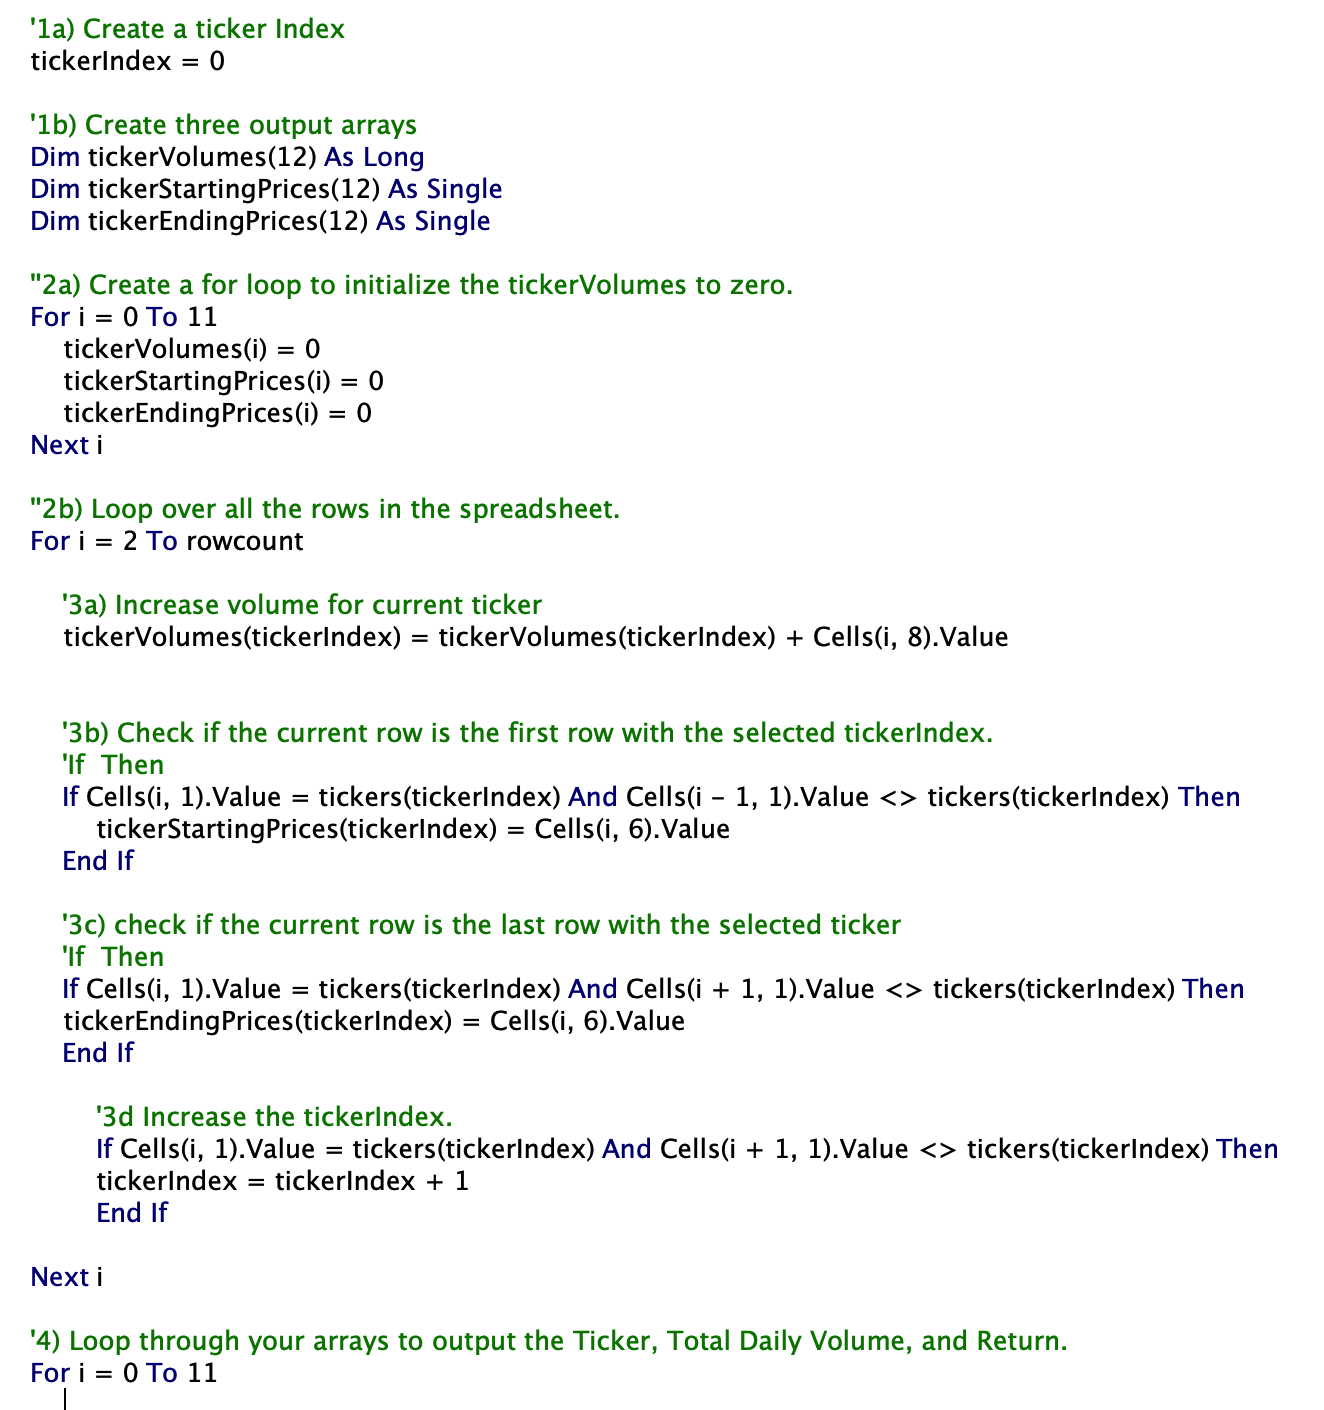 '1a) Create a ticker Index
tickerIndex = 0
'1b) Create three output arrays
Dim tickerVolumes(12) As Long
Dim tickerStartingPrices(12) As Single
Dim tickerEndingPrices(12) As Single
''2a) Create a for loop to initialize the tickerVolumes to zero.
For i = 0 To 11
tickerVolumes(i) = 0
tickerStartingPrices(i) = 0
tickerEndingPrices(i) = 0
Next i
''2b) Loop over all the rows in the spreadsheet.
For i = 2 To rowcount
'3a) Increase volume for current ticker
tickerVolumes(tickerIndex) = tickerVolumes(tickerIndex) + Cells(i, 8).Value
'3b) Check if the current row is the first row with the selected tickerIndex.
'If  Then
If Cells(i, 1).Value = tickers(tickerIndex) And Cells(i - 1, 1).Value <> tickers(tickerIndex) Then
tickerStartingPrices(tickerIndex) = Cells(i, 6).Value
End If
'3c) check if the current row is the last row with the selected ticker
'If  Then
If Cells(i, 1).Value = tickers(tickerIndex) And Cells(i + 1, 1).Value <> tickers(tickerIndex) Then
tickerEndingPrices(tickerIndex) = Cells(i, 6).Value
End If
'3d Increase the tickerIndex.
If Cells(i, 1).Value = tickers(tickerIndex) And Cells(i + 1, 1).Value <> tickers(tickerIndex) Then
tickerIndex = tickerIndex + 1
End If
Next i
'4) Loop through your arrays to output the Ticker, Total Daily Volume, and Return.
For i = 0 To 11